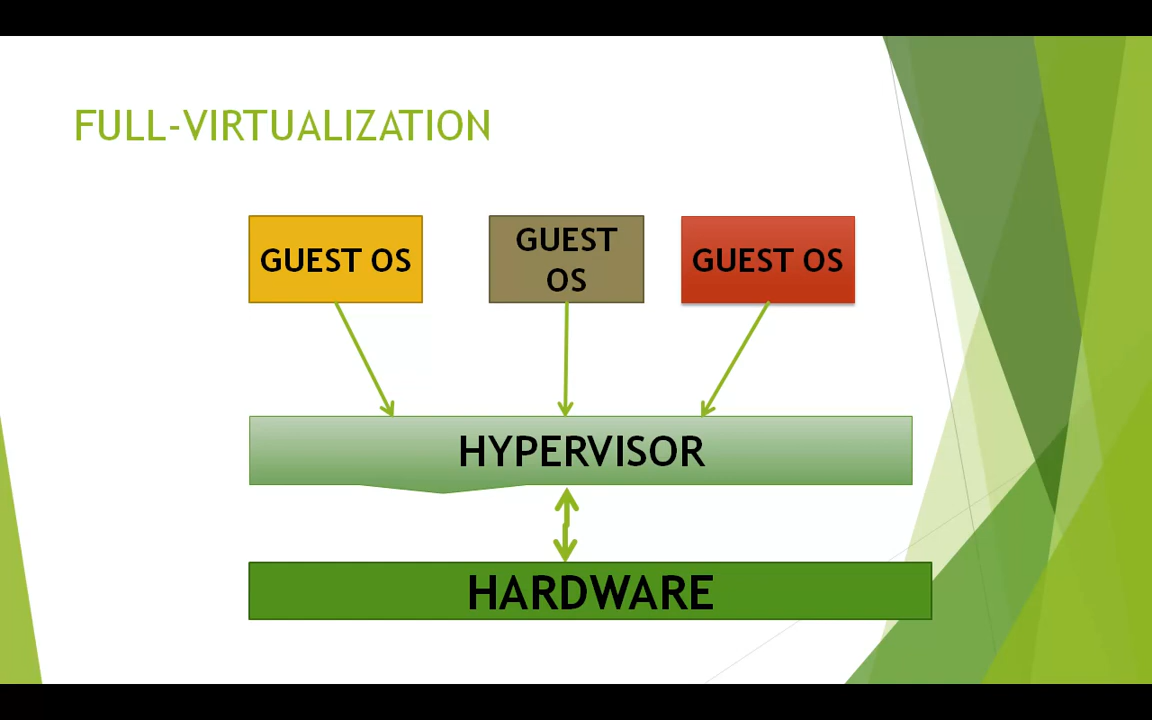 FULL-VIRTUALIZATION
GUEST OS
GUEST
OS
GUEST OS
HYPERVISOR
HARDWARE